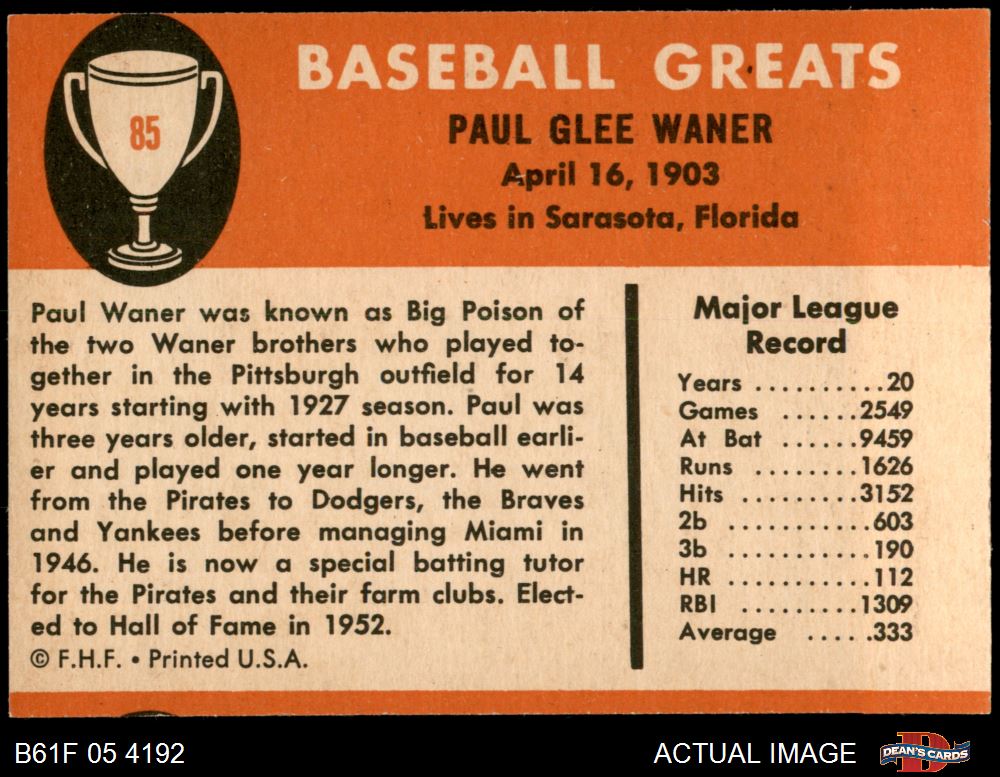 85
BASEBALL GREATS
PAUL GLEE WANER
April 16, 1903
Lives in Sarasota, Florida
Paul Waner was known as Big Poison of
the two Waner brothers who played to-
gether in the Pittsburgh outfield for 14
years starting with 1927 season. Paul was
three years older, started in baseball earli-
er and played one year longer. He went
from the Pirates to Dodgers, the Braves
and Yankees before managing Miami in
1946. He is now a special batting tutor
for the Pirates and their farm clubs. Elect-
ed to Hall of Fame in 1952.
© F.H.F. • Printed U.S.A.
Major League
Record
Years ..........20
Games ......2549
At Bat ......9459
Runs ........1626
Hits .........3152
2b ..........603
3b ...........190
HR ..........112
RBI .........1309
Average .....333
B61F 05 4192
ACTUAL IMAGE
D
DEAN'S CARDS